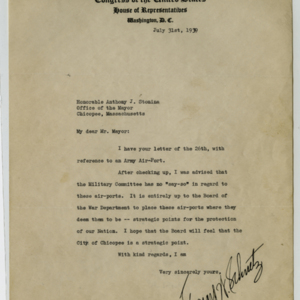 Congress of the United States
House of Representatives
Washington, D. C.
July 31st, 1939
Honorable Anthony J. Stonina
Office of the Mayor
Chicopee, Massachusetts
My dear Mr. Mayor:
I have your letter of the 26th, with
reference to an Army Air-Port.
After checking up, I was advised that
the Military Committee has no "say-so" in regard to
these air-ports. It is entirely up to the Board of
the War Department to place these air-ports where they
deem them to be -- strategic points for the protection
of our Nation. I hope that the Board will feel that the
City of Chicopee is a strategic point.
With kind regards, I am
Very sincerely yours,